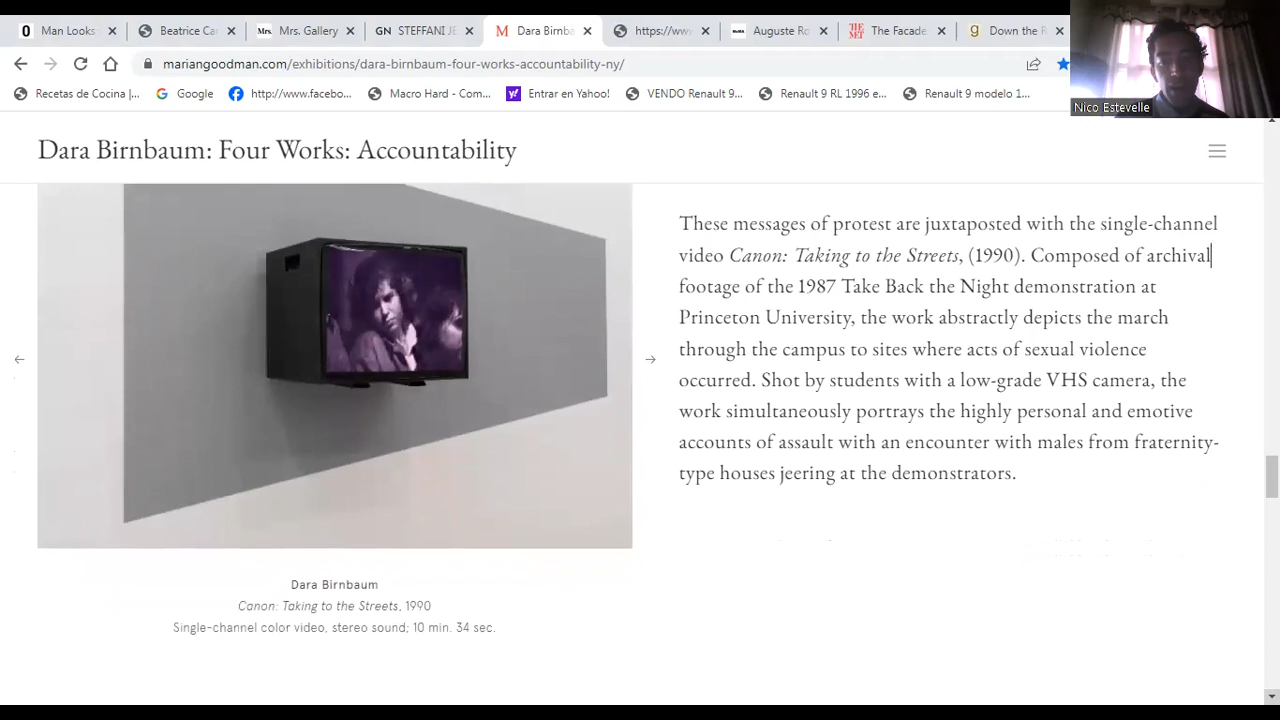 Man Looks
Beatrice Ca
Mrs.
Mrs. Gallery
GN
STEFFANI JE
M
Dara Birnba
https://ww
Auguste Ro
THE MET
The Facade
g
Down the R
mariangoodman.com/exhibitions/dara-birnbaum-four-works-accountability-ny/
Recetas de Cocina |...
Google
http://www.facebo...
Macro Hard - Com...
Entrar en Yahoo!
VENDO Renault 9...
Renault 9 RL 1996 e...
Renault 9 modelo 1...
Nico Estevelle
Dara Birnbaum: Four Works: Accountability
These messages of protest are juxtaposed with the single-channel
video Canon: Taking to the Streets, (1990). Composed of archival
footage of the 1987 Take Back the Night demonstration at
Princeton University, the work abstractly depicts the march
through the campus to sites where acts of sexual violence
occurred. Shot by students with a low-grade VHS camera, the
work simultaneously portrays the highly personal and emotive
accounts of assault with an encounter with males from fraternity-
type houses jeering at the demonstrators.
Dara Birnbaum
Canon: Taking to the Streets, 1990
Single-channel color video, stereo sound; 10 min. 34 sec.